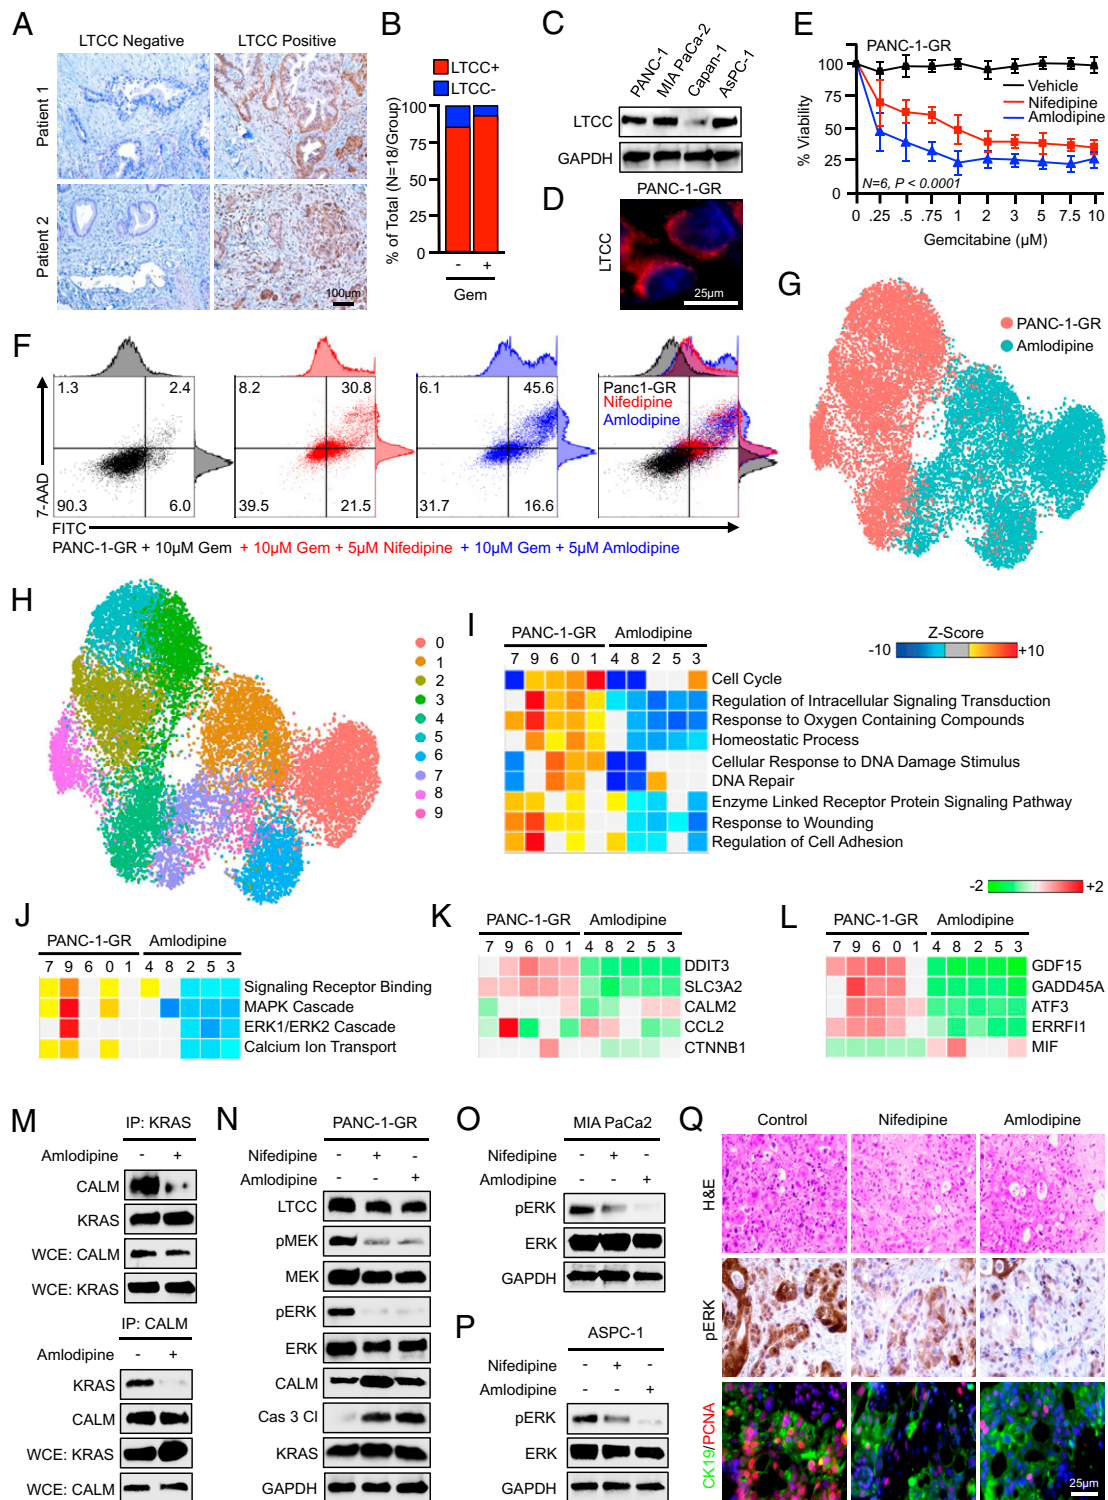 A
LTCC Negative
LTCC Positive
Patient 1
Patient 2
100µm
B
LTCC+
LTCC-
% of Total (N=18/Group)
100
75
50
25
0
- +
Gem
C
PANC-1
MIA PaCa-2
Capan-1
AsPC-1
LTCC
GAPDH
D
PANC-1-GR
LTCC
25µm
E
PANC-1-GR
% Viability
100
75
50
25
0
Vehicle
Nifedipine
Amlodipine
N=6, P < 0.0001
0 .25 .5 .75 1 2 3 5 7.5 10
Gemcitabine (µM)
F
7-AAD
1.3 2.4
90.3 6.0
8.2 30.8
39.5 21.5
6.1 45.6
31.7 16.6
Panc1-GR
Nifedipine
Amlodipine
FITC
PANC-1-GR + 10µM Gem + 10µM Gem + 5µM Nifedipine + 10µM Gem + 5µM Amlodipine
G
PANC-1-GR
Amlodipine
H
0
1
2
3
4
5
6
7
8
9
I
PANC-1-GR Amlodipine
7 9 6 0 1 4 8 2 5 3
Z-Score
-10 +10
Cell Cycle
Regulation of Intracellular Signaling Transduction
Response to Oxygen Containing Compounds
Homeostatic Process
Cellular Response to DNA Damage Stimulus
DNA Repair
Enzyme Linked Receptor Protein Signaling Pathway
Response to Wounding
Regulation of Cell Adhesion
-2 +2
J
PANC-1-GR Amlodipine
7 9 6 0 1 4 8 2 5 3
Signaling Receptor Binding
MAPK Cascade
ERK1/ERK2 Cascade
Calcium Ion Transport
K
PANC-1-GR Amlodipine
7 9 6 0 1 4 8 2 5 3
DDIT3
SLC3A2
CALM2
CCL2
CTNNB1
L
PANC-1-GR Amlodipine
7 9 6 0 1 4 8 2 5 3
GDF15
GADD45A
ATF3
ERRFI1
MIF
M
IP: KRAS
Amlodipine - +
CALM
KRAS
WCE: CALM
WCE: KRAS
IP: CALM
Amlodipine - +
KRAS
CALM
WCE: KRAS
WCE: CALM
N
PANC-1-GR
Nifedipine - + -
Amlodipine - - +
LTCC
pMEK
MEK
pERK
ERK
CALM
Cas 3 Cl
KRAS
GAPDH
O
MIA PaCa2
Nifedipine - + -
Amlodipine - - +
pERK
ERK
GAPDH
P
ASPC-1
Nifedipine - + -
Amlodipine - - +
pERK
ERK
GAPDH
Q
Control Nifedipine Amlodipine
H&E
pERK
CK19/PCNA
25µm